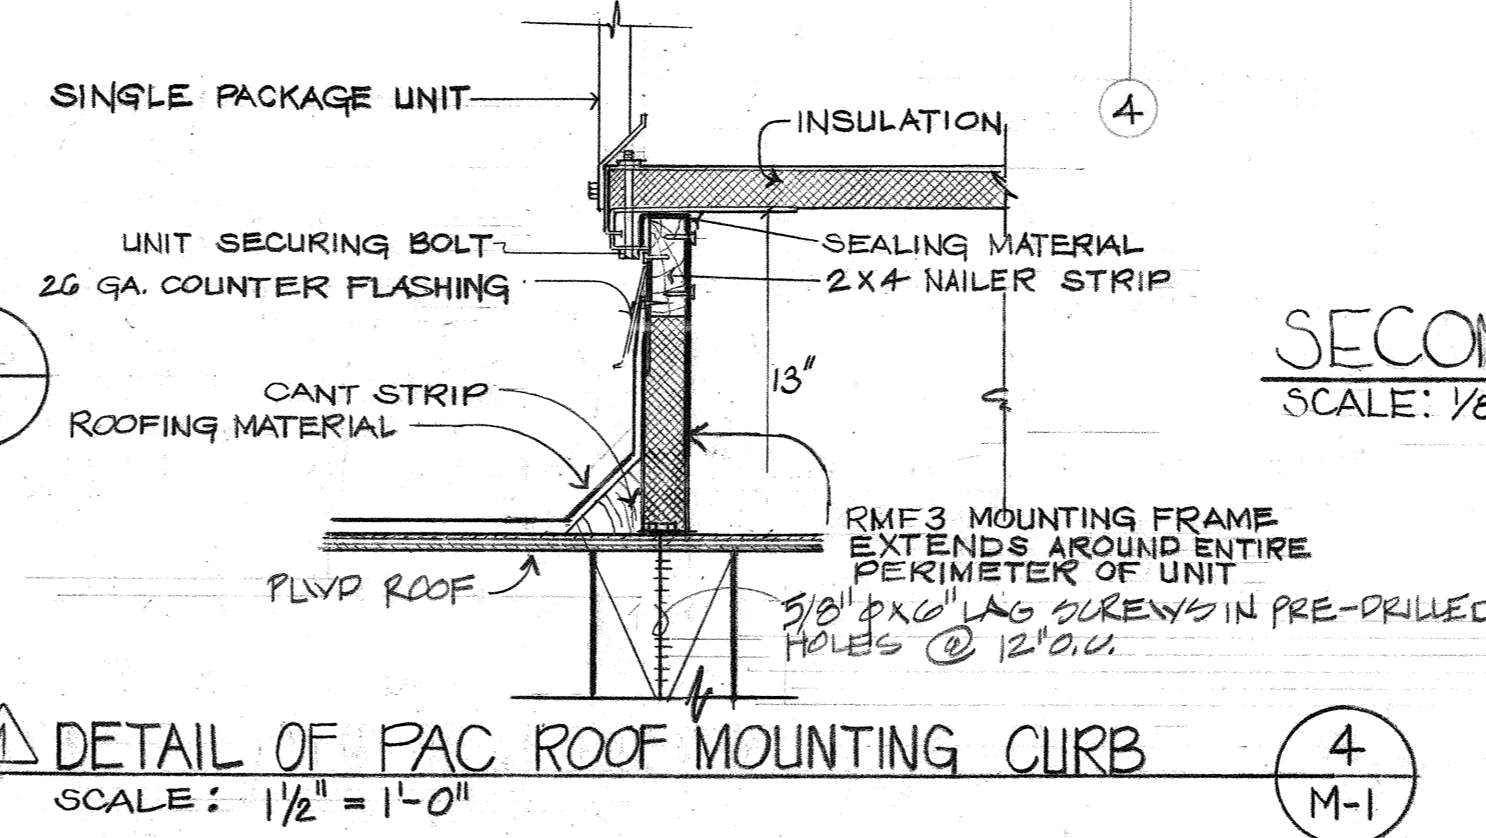 SINGLE PACKAGE UNIT
INSULATION
4
UNIT SECURING BOLT
26 GA. COUNTER FLASHING
SEALING MATERIAL
2X4 NAILER STRIP
13"
CANT STRIP
ROOFING MATERIAL
RMF3 MOUNTING FRAME
EXTENDS AROUND ENTIRE
PERIMETER OF UNIT
PLWD ROOF
5/8"φX6" LAG SCREWS IN PRE-DRILLED
HOLES @ 12" O.C.
1 DETAIL OF PAC ROOF MOUNTING CURB
SCALE: 1 1/2" = 1'-0"
4
M-1
SCALE: 1/8